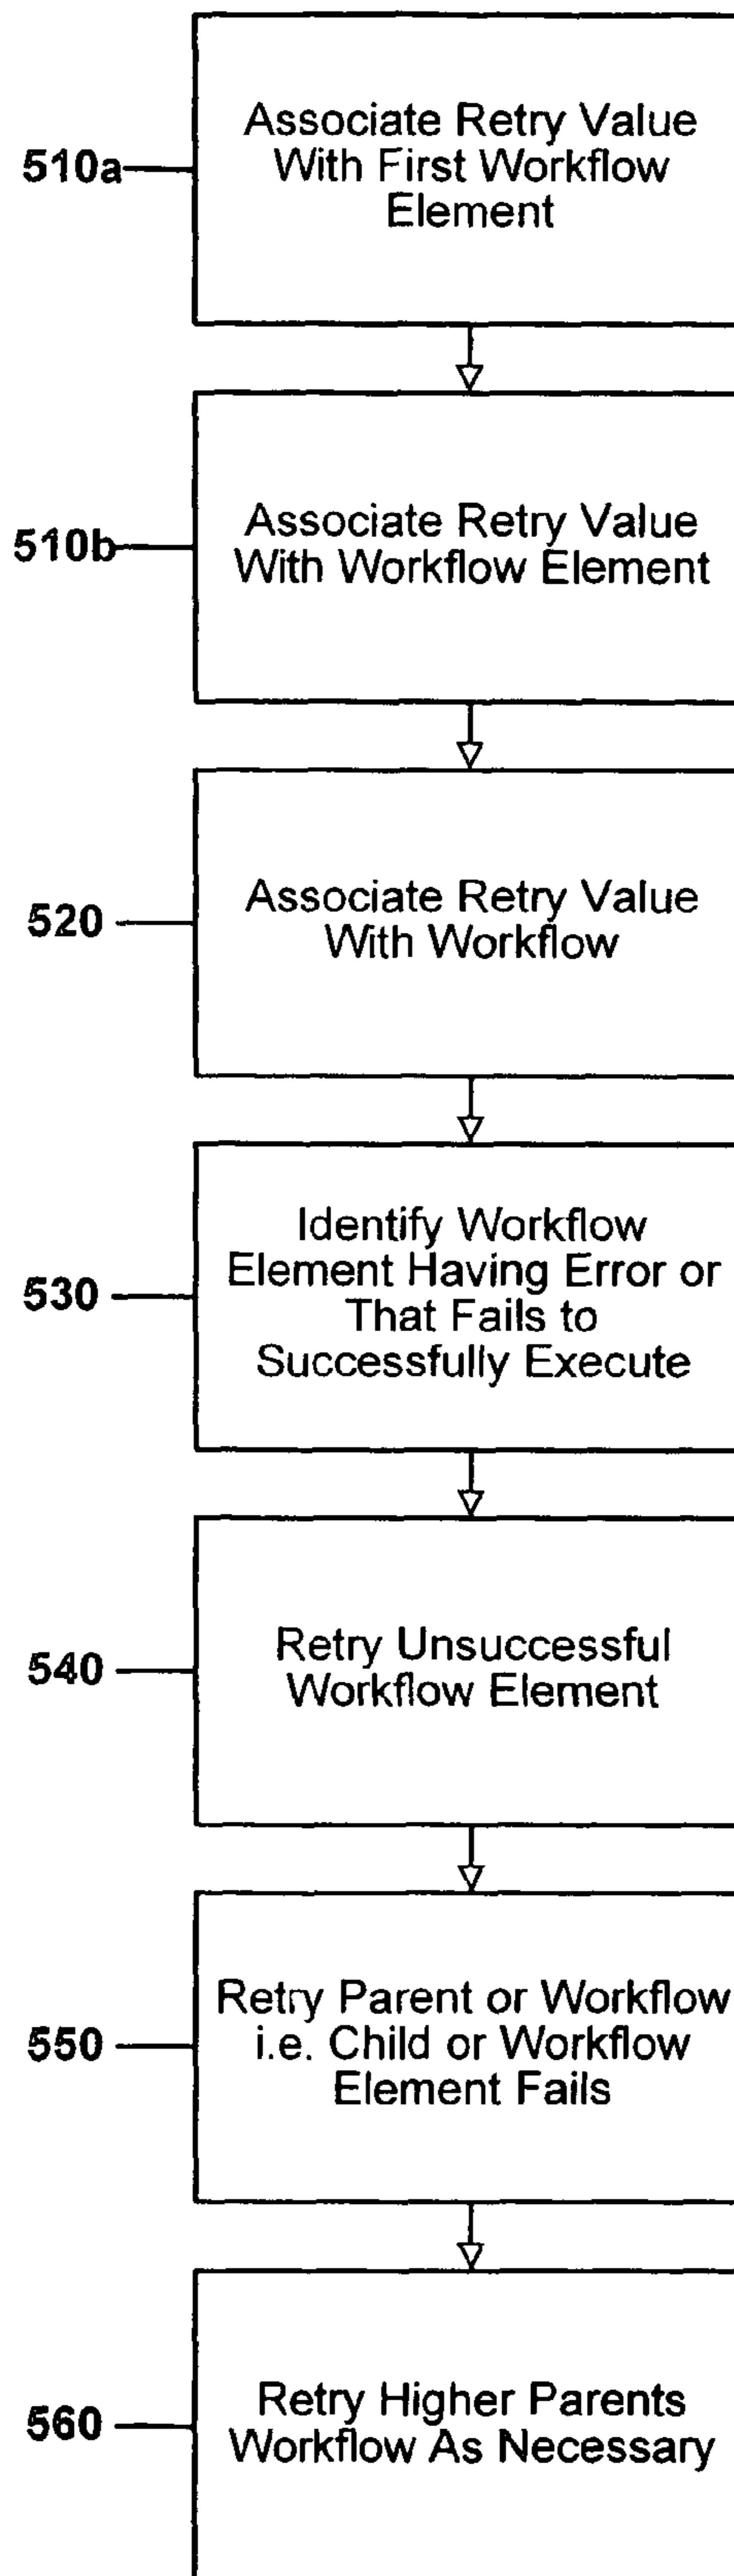 510a
Associate Retry Value
With First Workflow
Element
510b
Associate Retry Value
With Workflow Element
520
Associate Retry Value
With Workflow
530
Identify Workflow
Element Having Error or
That Fails to
Successfully Execute
540
Retry Unsuccessful
Workflow Element
550
Retry Parent or Workflow
i.e. Child or Workflow
Element Fails
560
Retry Higher Parents
Workflow As Necessary